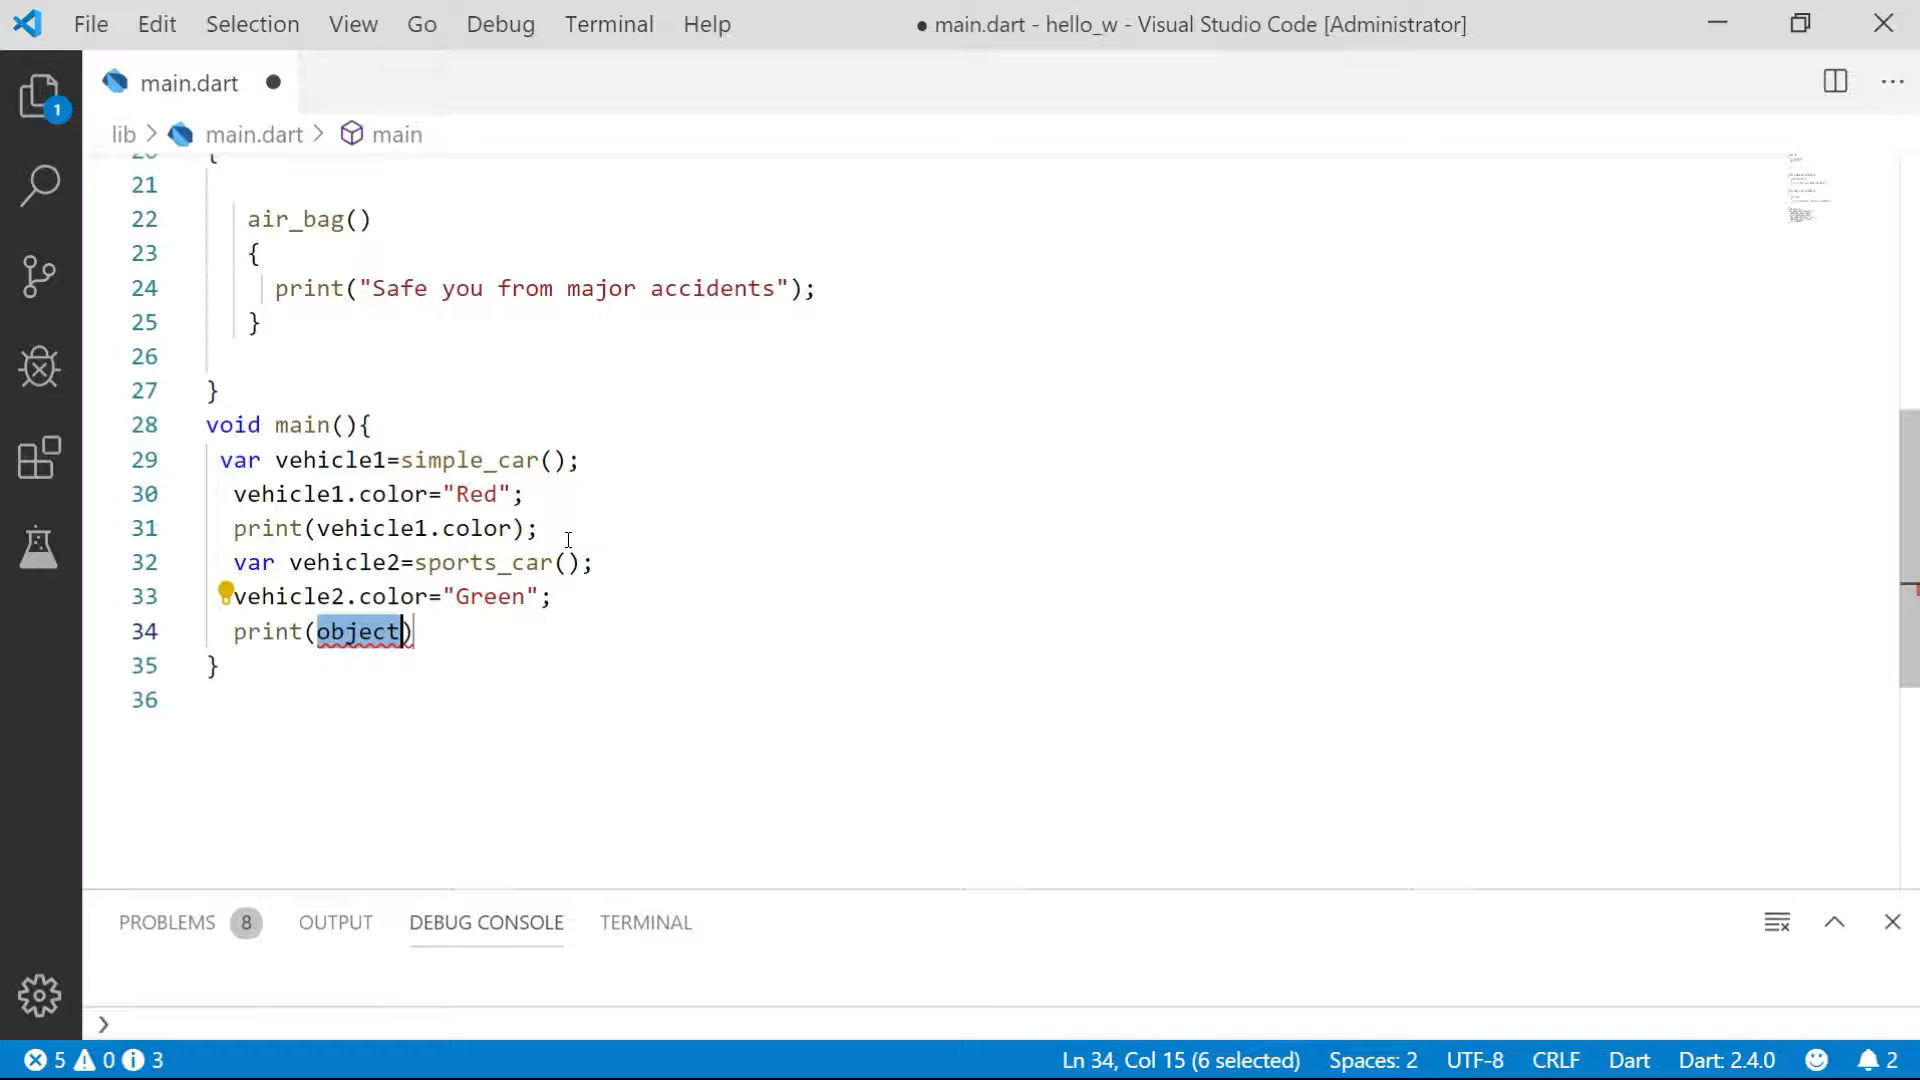 File Edit Selection View Go Debug Terminal Help ● main.dart - hello_w - Visual Studio Code [Administrator]
1
main.dart ●
lib > main.dart > main
{
21
22 air_bag()
23 {
24 print("Safe you from major accidents");
25 }
26
27 }
28 void main(){
29 var vehicle1=simple_car();
30 vehicle1.color="Red";
31 print(vehicle1.color);
32 var vehicle2=sports_car();
33 vehicle2.color="Green";
34 print(object)
35 }
36
PROBLEMS 8 OUTPUT DEBUG CONSOLE TERMINAL
5 0 3 Ln 34, Col 15 (6 selected) Spaces: 2 UTF-8 CRLF Dart Dart: 2.4.0 2